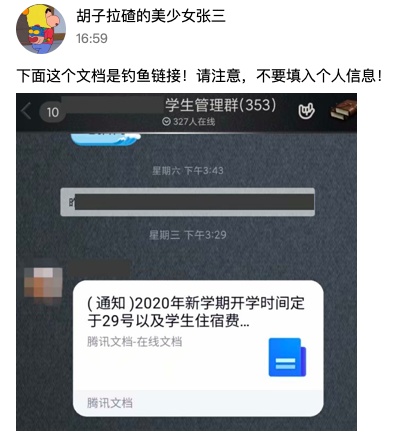 胡子拉碴的美少女张三
16:59
下面这个文档是钓鱼链接！请注意，不要填入个人信息！
10
学生管理群(353)
327人在线
星期六 下午3:43
星期三 下午3:29
（通知）2020年新学期开学时间定
于29号以及学生住宿费...
腾讯文档-在线文档
腾讯文档